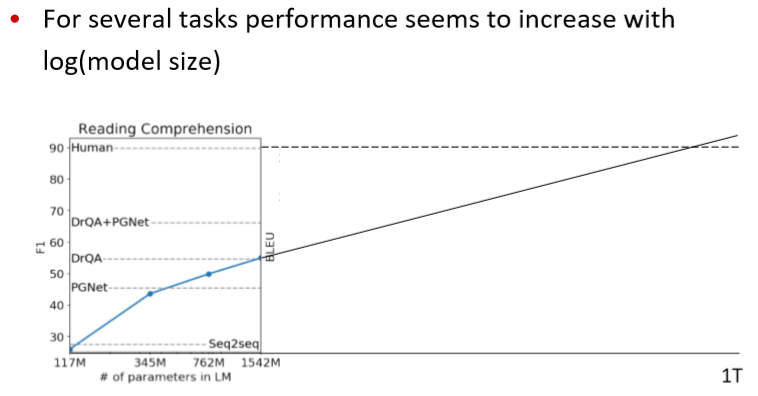 • For several tasks performance seems to increase with
log(model size)
Reading Comprehension
90 Human
80
70
DrQA+PGNet
60
DrQA
50
PGNet
40
30
Seq2seq
F1
BLEU
117M 345M 762M 1542M
# of parameters in LM
1T